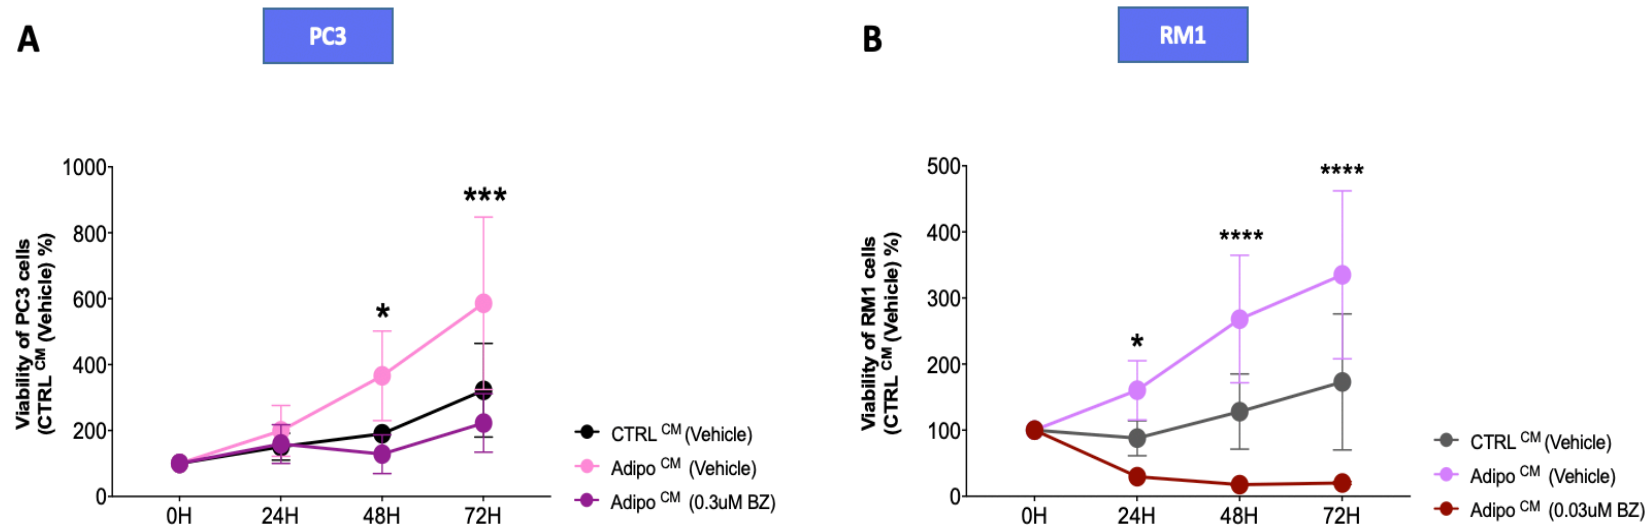 A
PC3
1000
800
600
400
200
0
Viability of PC3 cells
(CTRL CM (Vehicle) %)
*
***
0H
24H
48H
72H
CTRL CM (Vehicle)
Adipo CM (Vehicle)
Adipo CM (0.3uM BZ)
B
RM1
500
400
300
200
100
0
Viability of RM1 cells
(CTRL CM (Vehicle) %)
*
****
****
0H
24H
48H
72H
CTRL CM (Vehicle)
Adipo CM (Vehicle)
Adipo CM (0.03uM BZ)